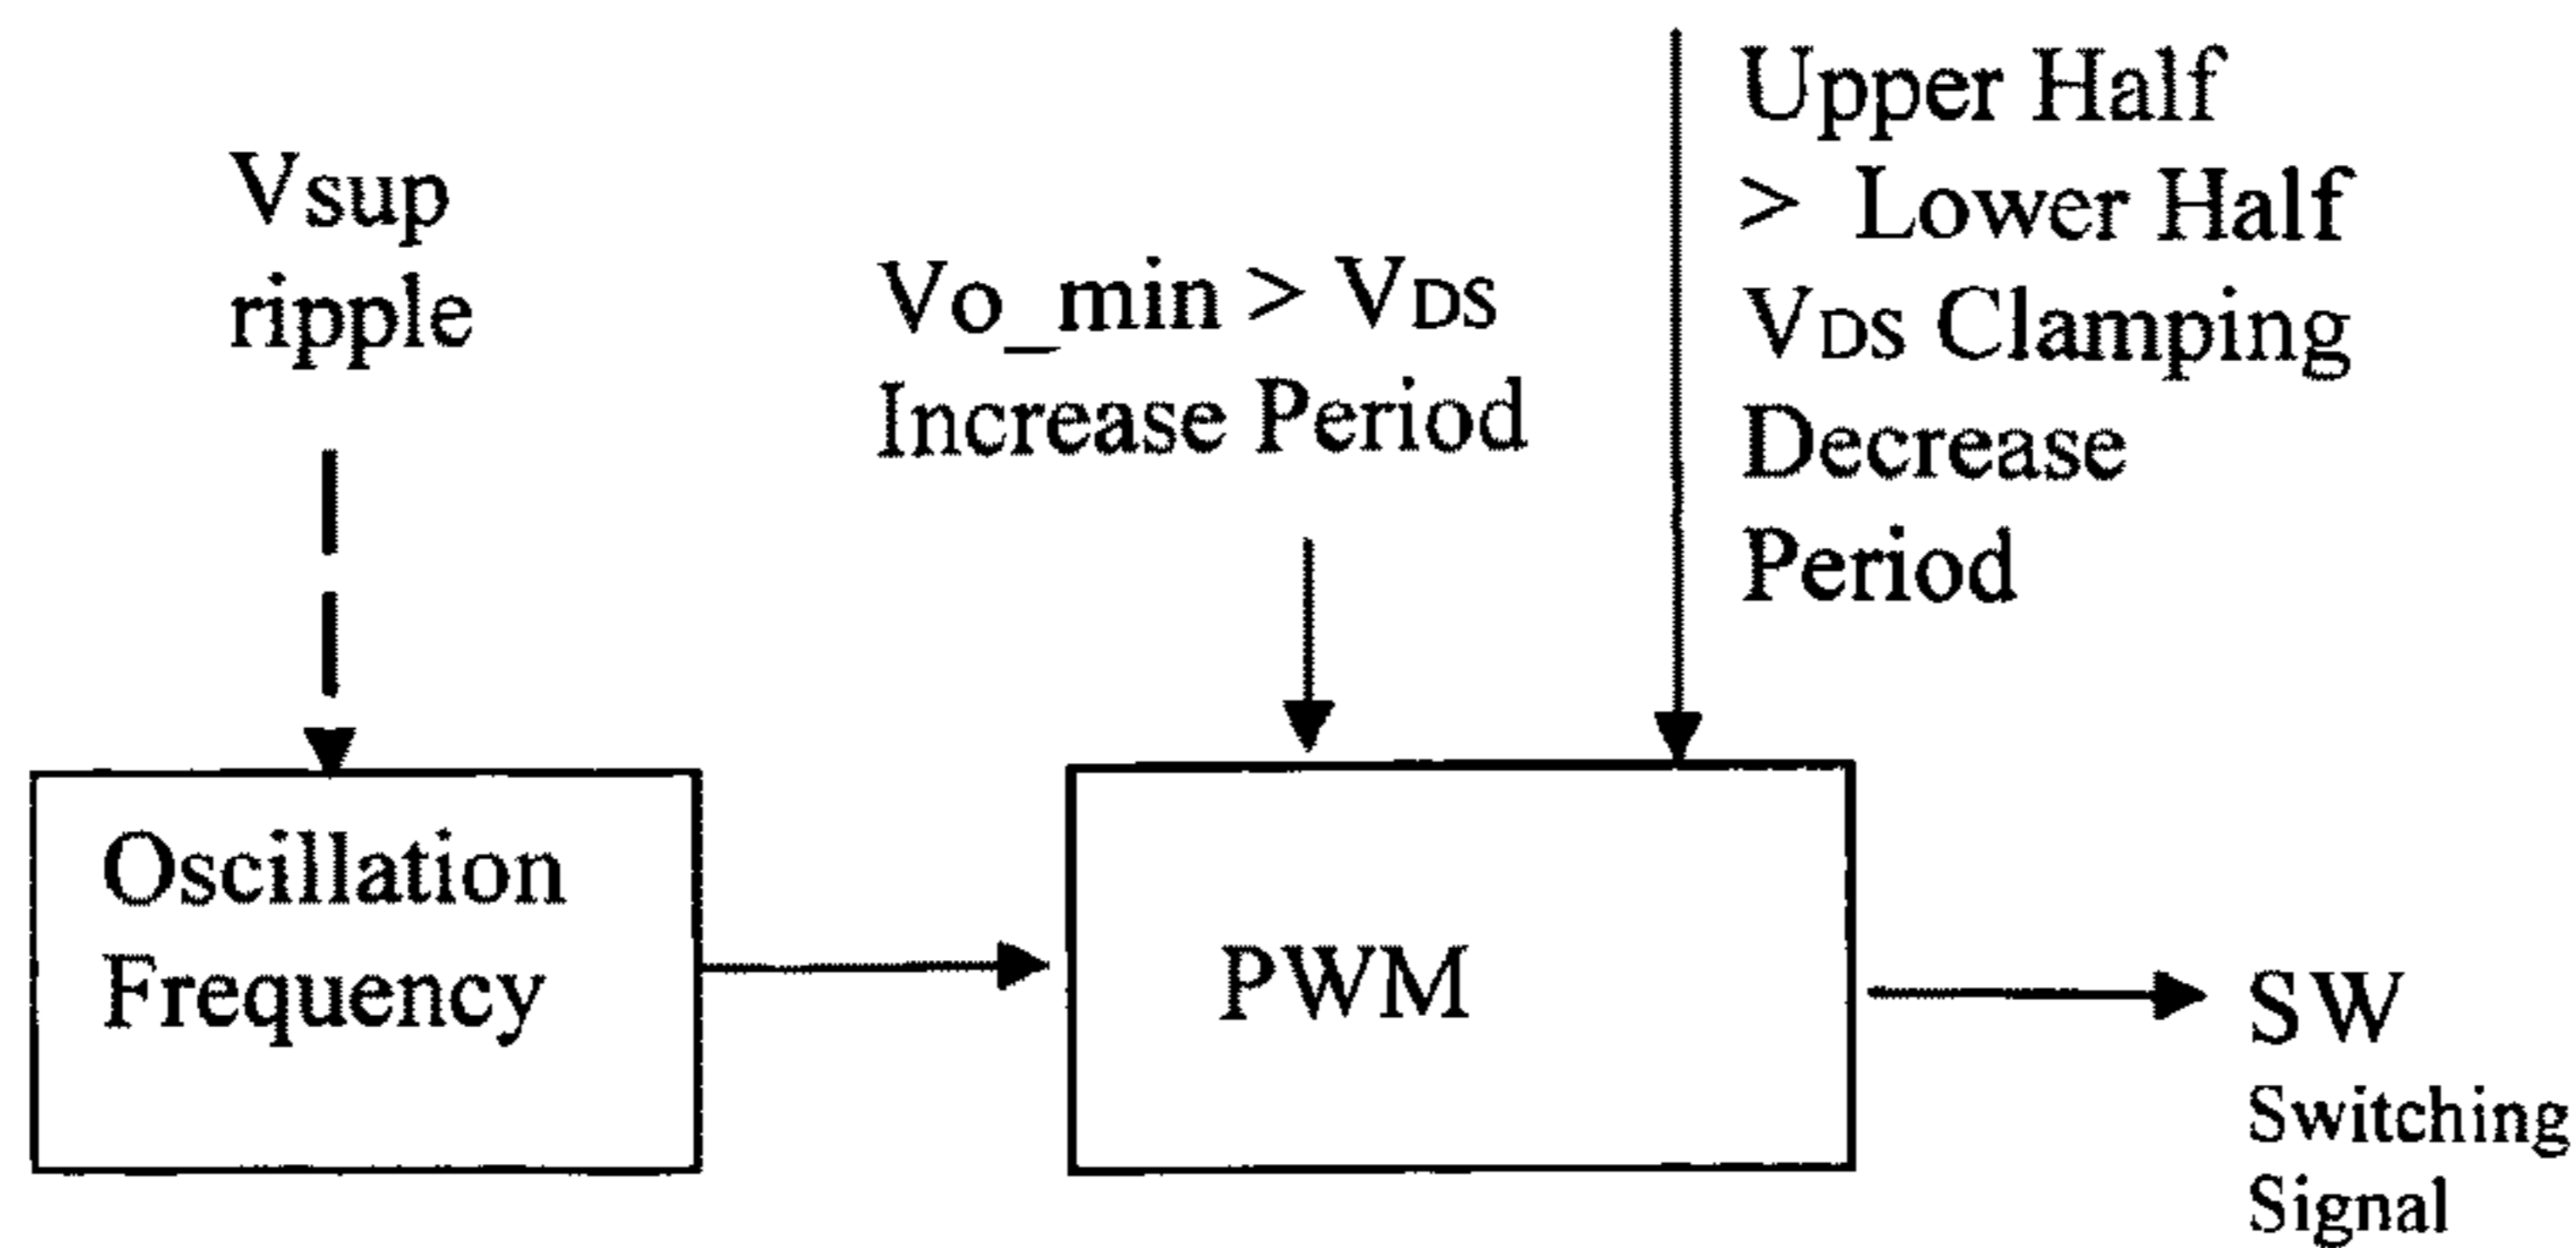 Vsup
ripple
Vo_min > VDS
Increase Period
Upper Half
> Lower Half
VDS Clamping
Decrease
Period
Oscillation
Frequency
PWM
SW
Switching
Signal